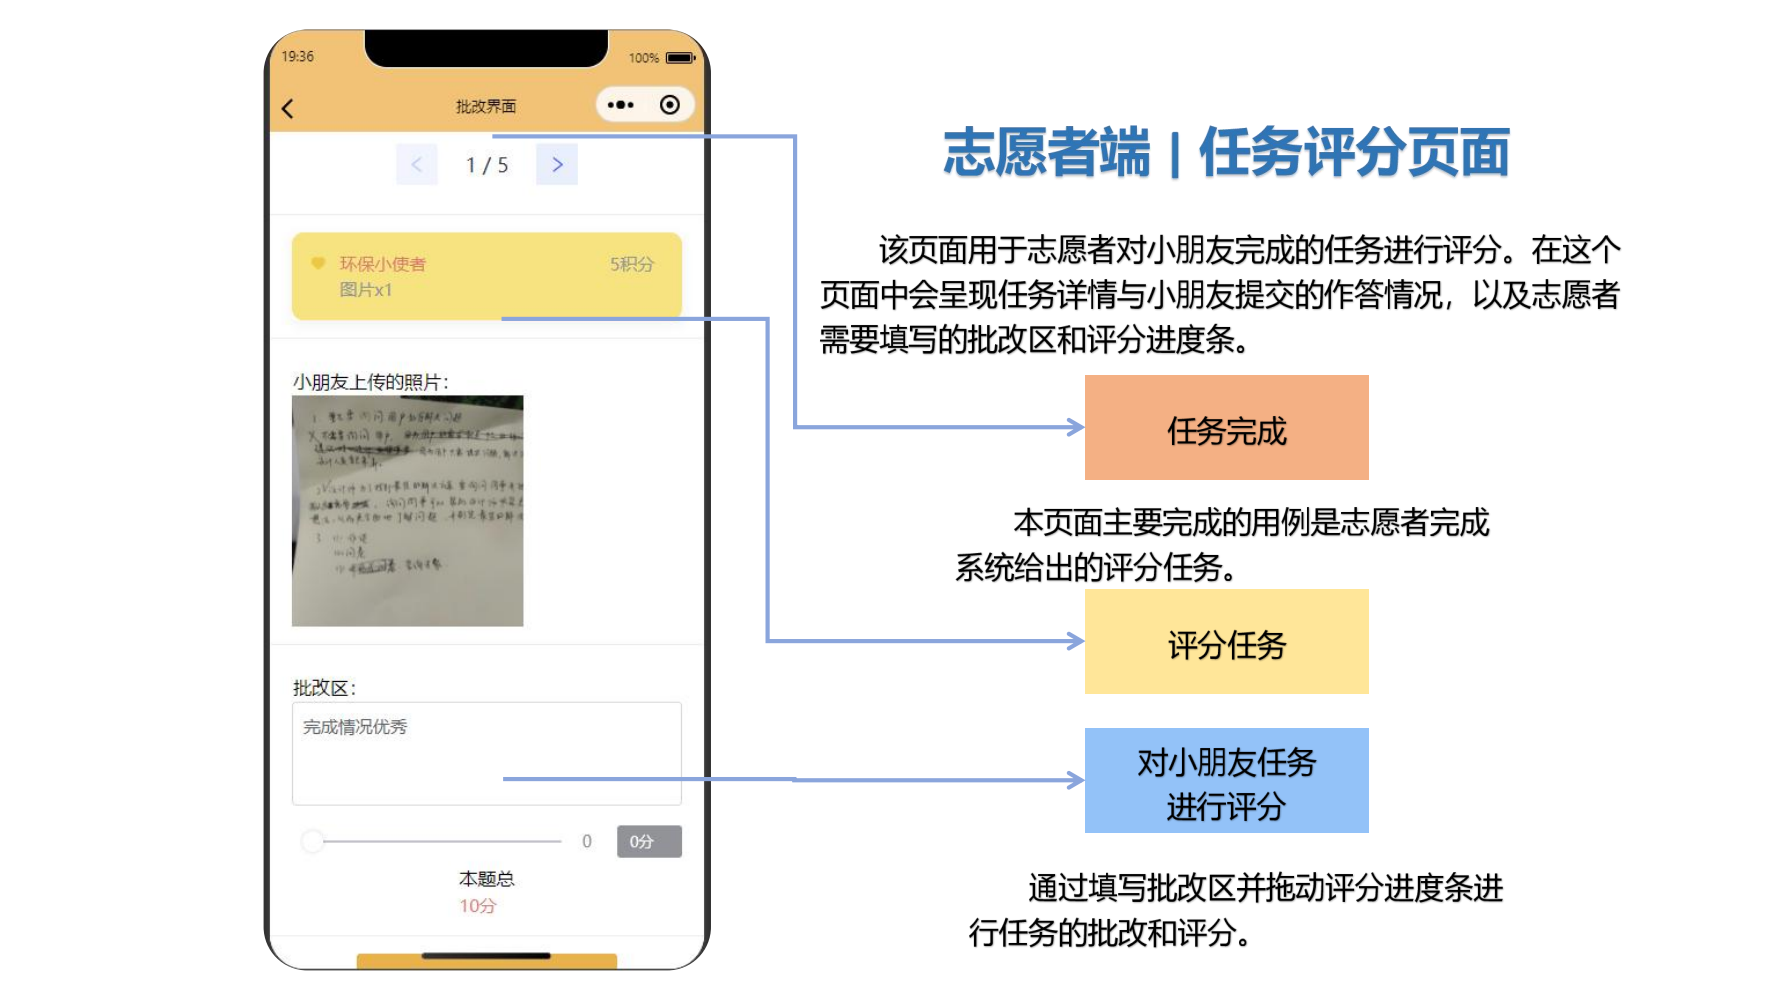 19:36
100%
批改界面
1 / 5
环保小使者
5积分
图片x1
小朋友上传的照片：
批改区：
完成情况优秀
0
0分
本题总
10分
志愿者端 | 任务评分页面
该页面用于志愿者对小朋友完成的任务进行评分。在这个
页面中会呈现任务详情与小朋友提交的作答情况，以及志愿者
需要填写的批改区和评分进度条。
任务完成
本页面主要完成的用例是志愿者完成
系统给出的评分任务。
评分任务
对小朋友任务
进行评分
通过填写批改区并拖动评分进度条进
行任务的批改和评分。